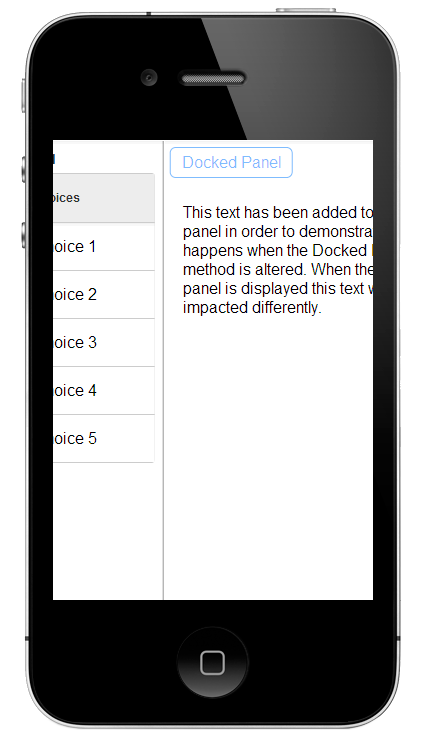 oices
oice 1
oice 2
oice 3
oice 4
oice 5
Docked Panel
This text has been added to
panel in order to demonstra
happens when the Docked
method is altered. When the
panel is displayed this text
impacted differently.